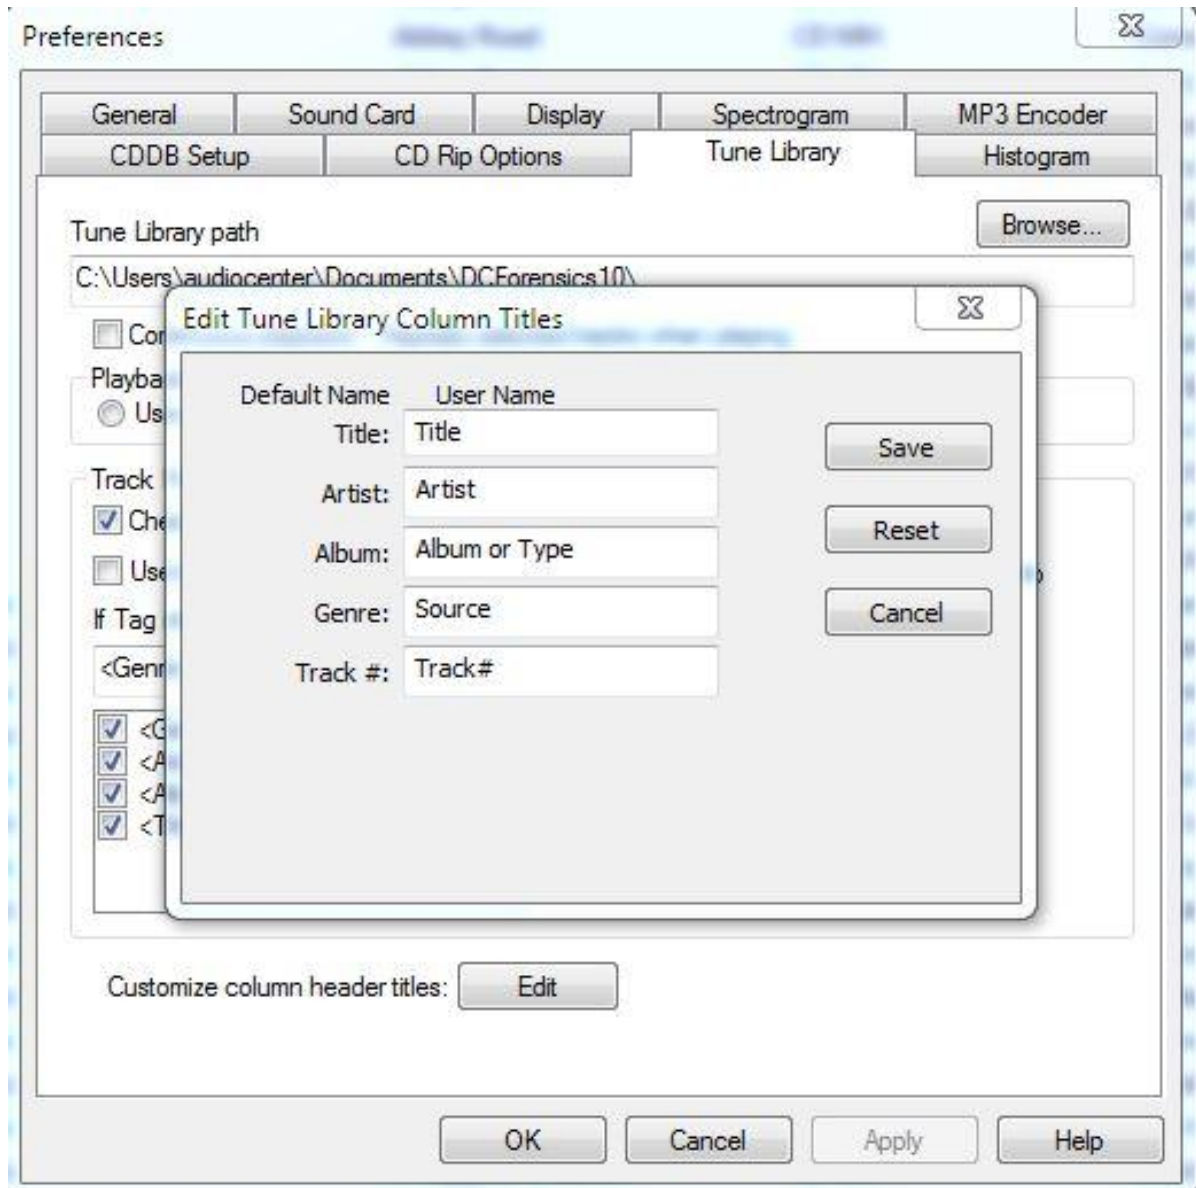 Preferences
General Sound Card Display Spectrogram MP3 Encoder
CDDB Setup CD Rip Options Tune Library Histogram
Tune Library path Browse...
C:\Users\audiocenter\Documents\DCForensics10\
Edit Tune Library Column Titles
Default Name User Name
Title: Title Save
Artist: Artist
Reset
Album: Album or Type
Genre: Source Cancel
Track #: Track#
Track
If Tag
Customize column header titles: Edit
OK Cancel Apply Help